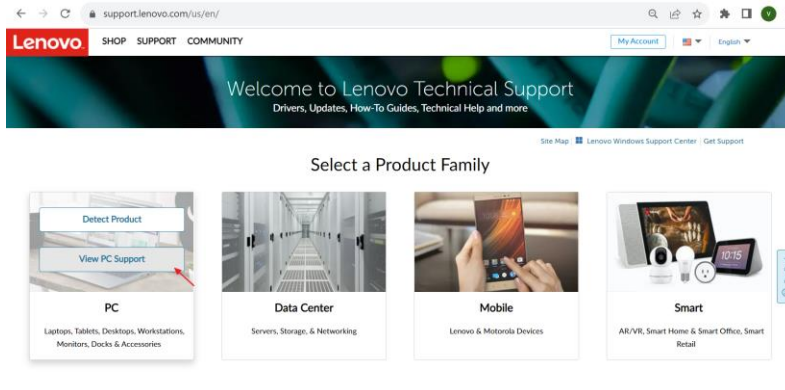 support.lenovo.com/us/en/
V
Lenovo. SHOP SUPPORT COMMUNITY My Account English
Welcome to Lenovo Technical Support
Drivers, Updates, How-To Guides, Technical Help and more
Site Map Lenovo Windows Support Center Get Support
Select a Product Family
Detect Product
View PC Support
10:15
PC
Laptops, Tablets, Desktops, Workstations,
Monitors, Docks & Accessories
Data Center
Servers, Storage, & Networking
Mobile
Lenovo & Motorola Devices
Smart
AR/VR, Smart Home & Smart Office, Smart
Retail